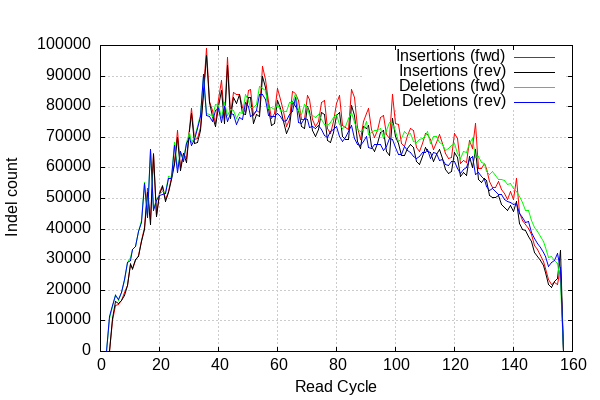 Insertions (fwd)
Insertions (rev)
Deletions (fwd)
Deletions (rev)
100000
90000
80000
70000
60000
50000
40000
30000
20000
10000
0
Indel count
0 20 40 60 80 100 120 140 160
Read Cycle